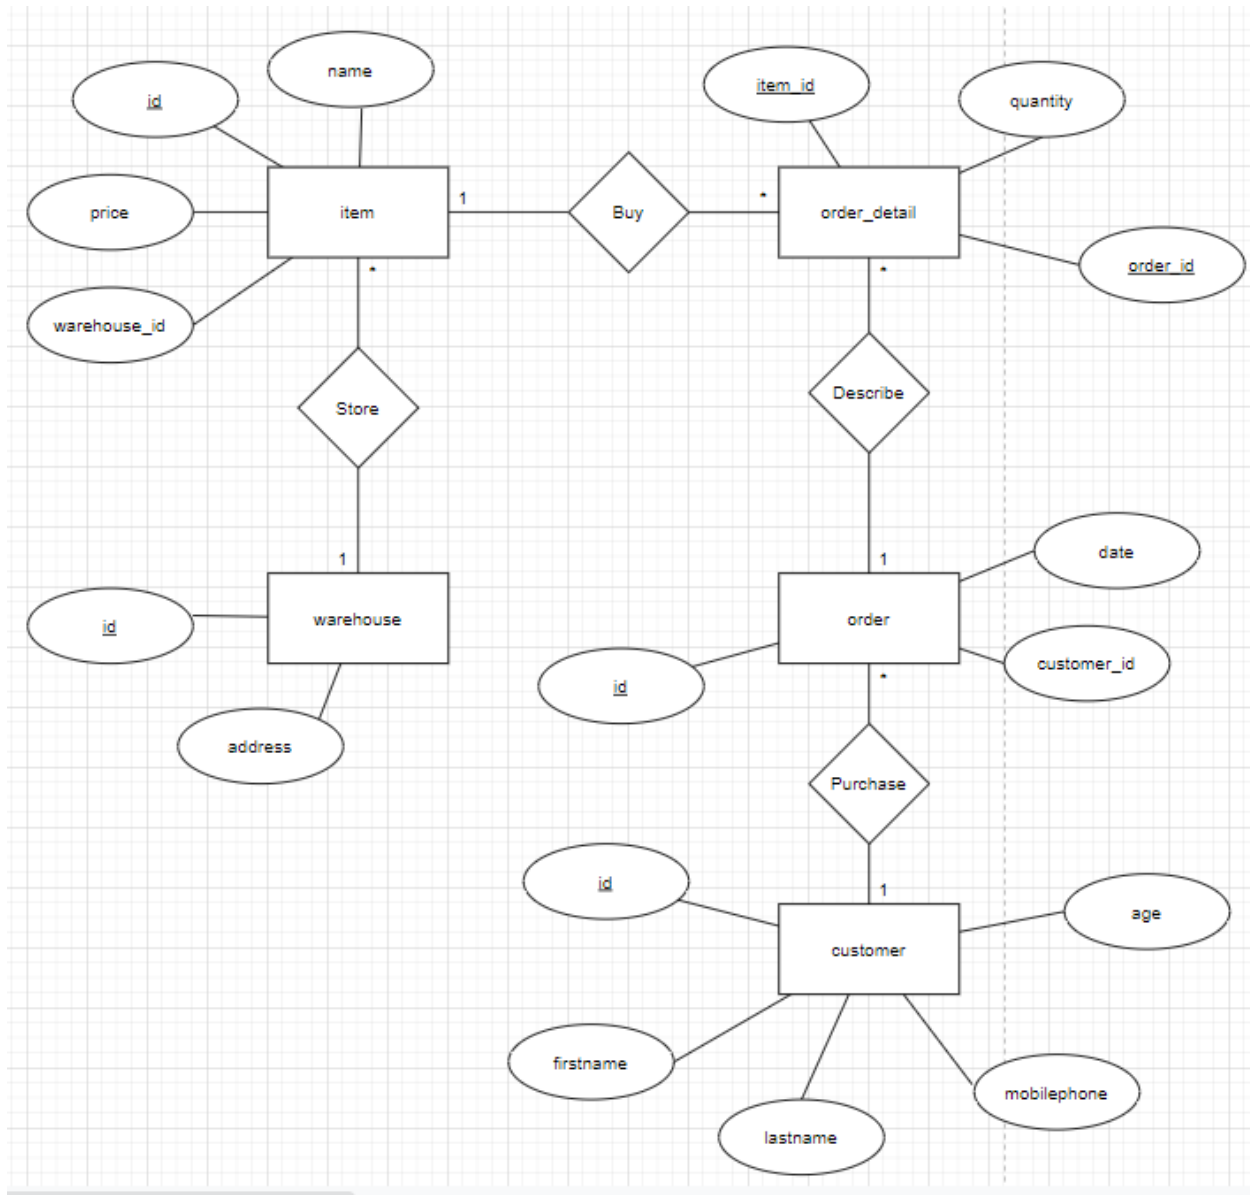 name
item_id
id
quantity
price
item
1
Buy
*
order_detail
order_id
*
*
warehouse_id
Describe
Store
date
1
1
id
warehouse
order
customer_id
*
id
address
Purchase
id
1
age
customer
firstname
mobilephone
lastname